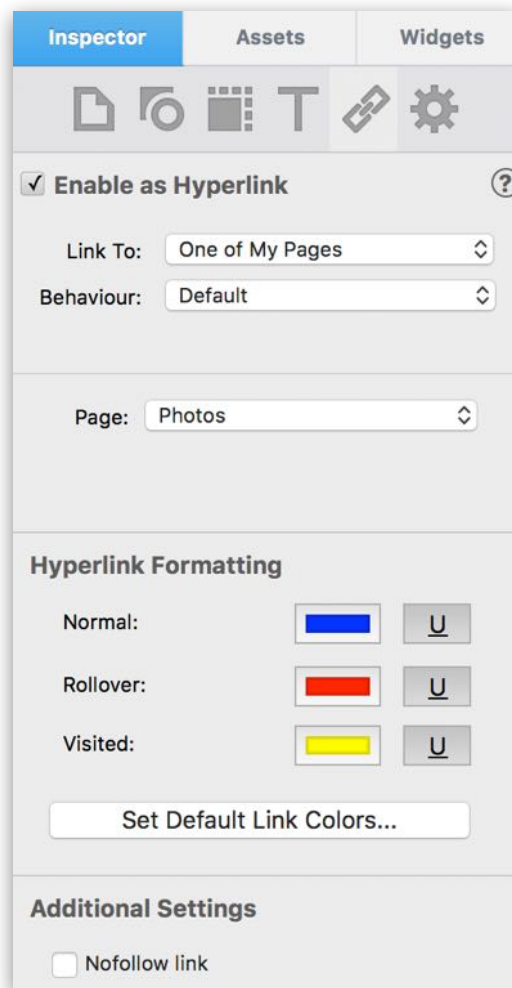 Inspector Assets Widgets
T
Enable as Hyperlink ?
Link To: One of My Pages
Behaviour: Default
Page: Photos
Hyperlink Formatting
Normal: U
Rollover: U
Visited: U
Set Default Link Colors...
Additional Settings
Nofollow link